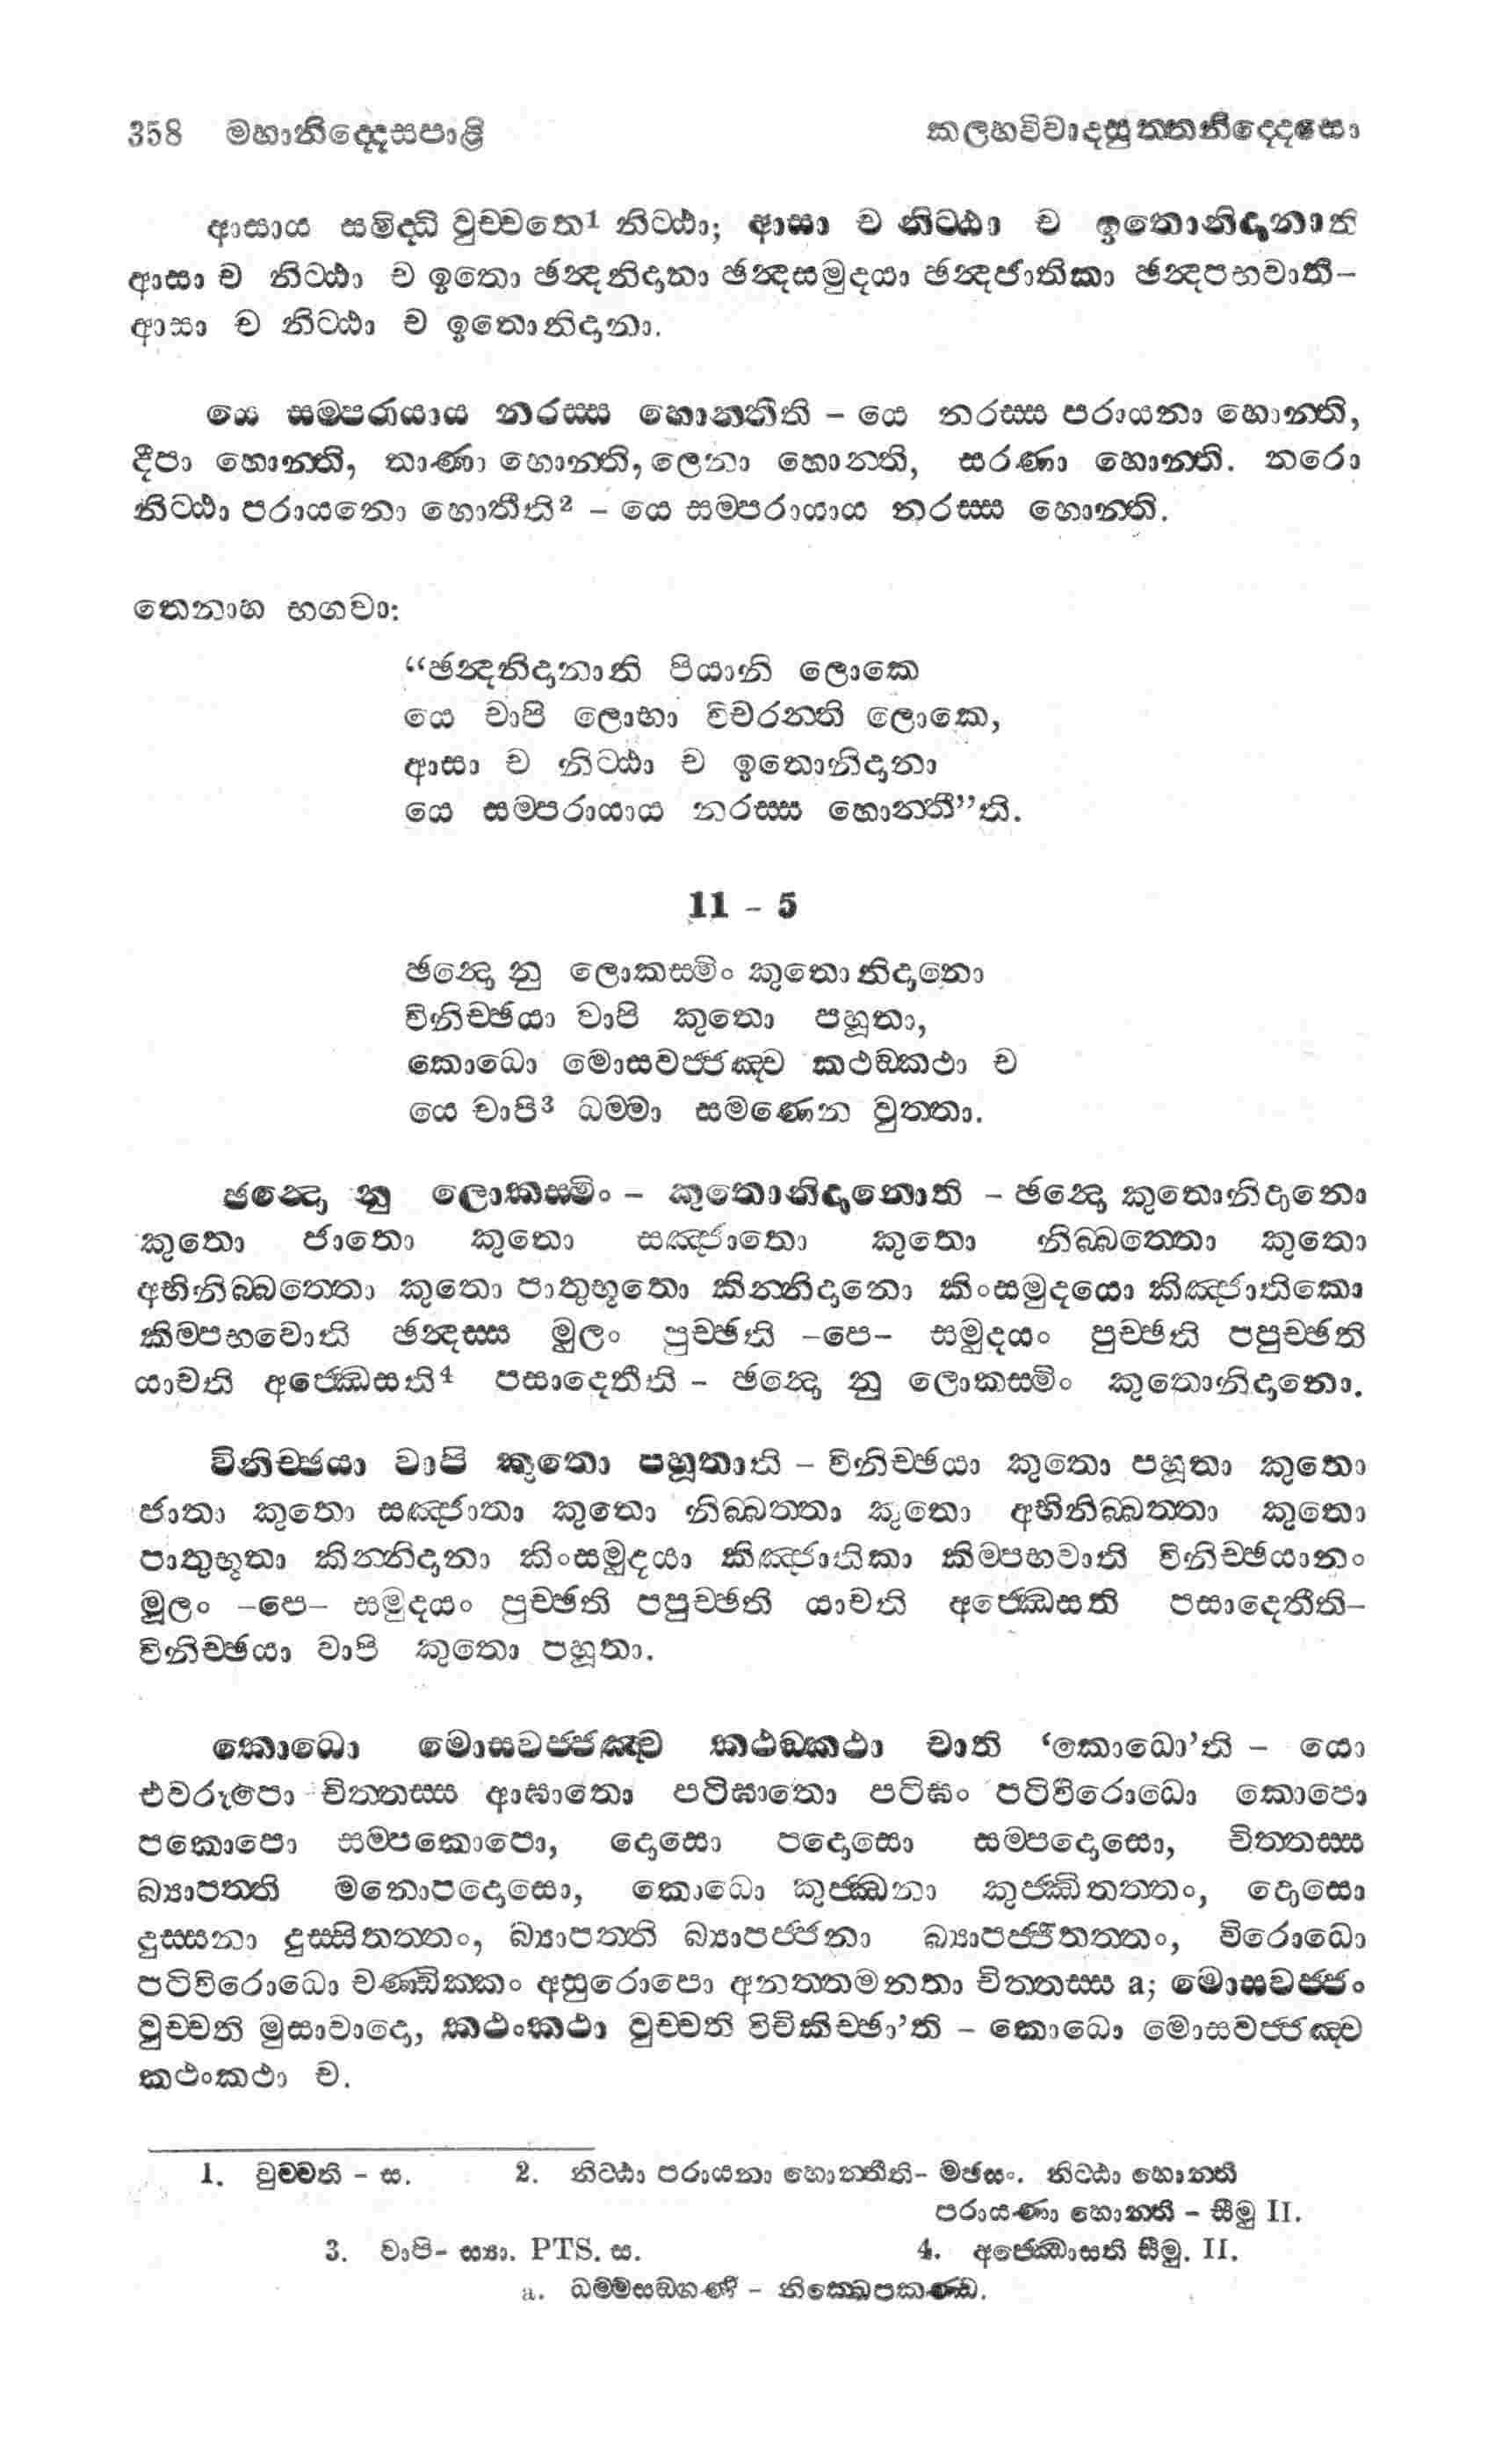 358 මහානිද්දෙසපාළි කලහවිවාදසුත්තනිද්දෙසො
ආසාය සමිද්ධි වුච්චතෙ1 නිට්ඨා; ආසා ච නිට්ඨා ච ඉතොනිදානාති
ආසා ච නිට්ඨා ච ඉතො ඡන්දනිදානා ඡන්දසමුදයා ඡන්දජාතිකා ඡන්දපභවාති–
ආසා ච නිට්ඨා ච ඉතොනිදානා.
යෙ සම්පරායාය නරස්ස හොන්තීති – යෙ නරස්ස පරායනා හොන්ති,
දීපා හොන්ති, තාණා හොන්ති, ලෙනා හොන්ති, සරණා හොන්ති. නරො
නිට්ඨා පරායනො හොතීති2 – යෙ සම්පරායාය නරස්ස හොන්ති.
තෙනාහ භගවා:
“ඡන්දනිදානානි පියානි ලොකෙ
යෙ චාපි ලොභා විචරන්ති ලොකෙ,
ආසා ච නිට්ඨා ච ඉතොනිදානා
යෙ සම්පරායාය නරස්ස හොන්තී”ති.
11 – 5
ඡන්දො නු ලොකස්මිං කුතොනිදානො
විනිච්ඡයා වාපි කුතො පහූතා,
කොධො මොසවජ්ජඤ්ච කථඞ්කථා ච
යෙ චාපි3 ධම්මා සමණෙන වුත්තා.
ඡන්දො නු ලොකස්මිං – කුතොනිදානොති – ඡන්දො කුතොනිදානො
කුතො ජාතො කුතො සඤ්ජාතො කුතො නිබ්බත්තො කුතො
අභිනිබ්බත්තො කුතො පාතුභූතො කින්නිදානො කිංසමුදයො කිඤ්ජාතිකො
කිම්පභවොති ඡන්දස්ස මූලං පුච්ඡති –පෙ– සමුදයං පුච්ඡති පපුච්ඡති
යාචති අජ්ඣෙසති4 පසාදෙතීති – ඡන්දො නු ලොකස්මිං කුතොනිදානො.
විනිච්ඡයා වාපි කුතො පහූතාති – විනිච්ඡයා කුතො පහූතා කුතො
ජාතා කුතො සඤ්ජාතා කුතො නිබ්බත්තා කුතො අභිනිබ්බත්තා කුතො
පාතුභූතා කින්නිදානා කිංසමුදයා කිඤ්ජාතිකා කිම්පභවාති විනිච්ඡයානං
මූලං –පෙ– සමුදයං පුච්ඡති පපුච්ඡති යාචති අජ්ඣෙසති පසාදෙතීති–
විනිච්ඡයා වාපි කුතො පහූතා.
කොධො මොසවජ්ජඤ්ච කථඞ්කථා චාති ‘කොධො’ති – යො
එවරූපො චිත්තස්ස ආඝාතො පටිඝාතො පටිඝං පටිවිරොධො කොපො
පකොපො සම්පකොපො, දොසො පදොසො සම්පදොසො, චිත්තස්ස
බ්‍යාපත්ති මනොපදොසො, කොධො කුජ්ඣනා කුජ්ඣිතත්තං, දොසො
දුස්සනා දුස්සිතත්තං, බ්‍යාපත්ති බ්‍යාපජ්ජනා බ්‍යාපජ්ජිතත්තං, විරොධො
පටිවිරොධො චණ්ඩික්කං අසුරොපො අනත්තමනතා චිත්තස්ස a; මොසවජ්ජං
වුච්චති මුසාවාදො, කථංකථා වුච්චති විචිකිච්ඡා’ති – කොධො මොසවජ්ජඤ්ච
කථංකථා ච.
1. වුච්චති – ස. 2. නිට්ඨා පරායනා හොන්තීති– මඡසං. නිට්ඨා හොන්ති
පරායණා හොන්ති – සීමු II.
3. වාපි– ස්‍යා. PTS. ස. 4. අජ්ඣොසති සීමු. II.
a. ධම්මසඞ්ගණි – නික්ඛෙපකණ්ඩ.